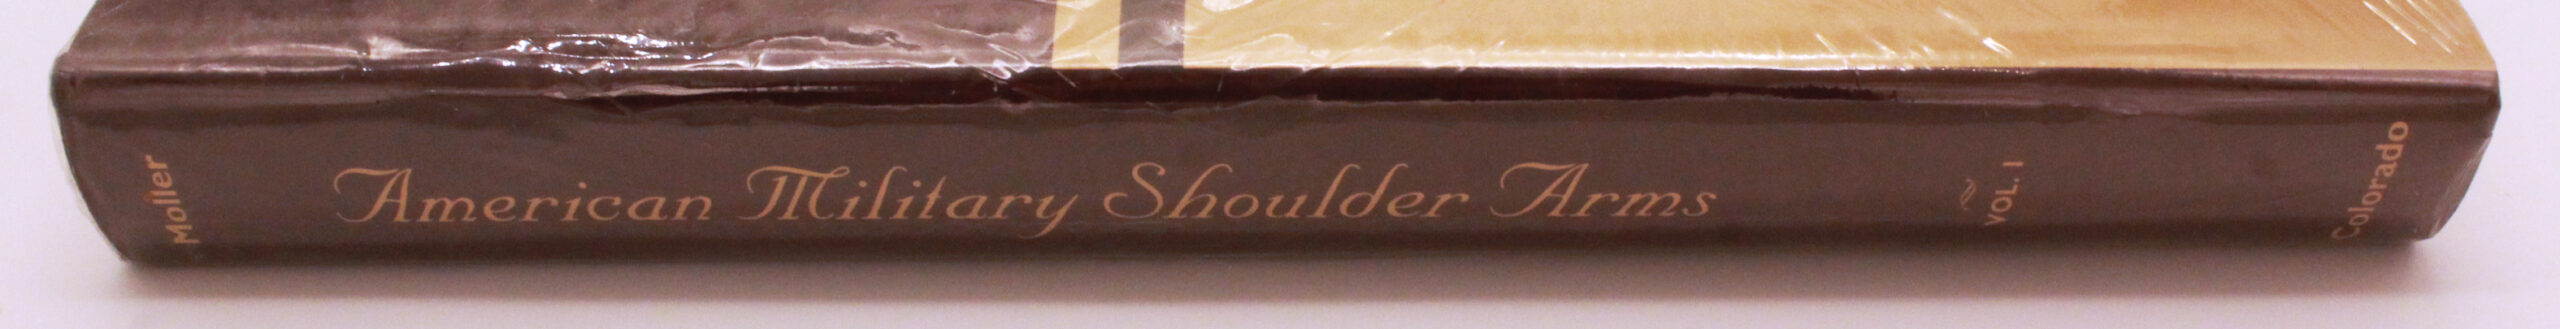 Moller
American Military Shoulder Arms
VOL. I
Colorado